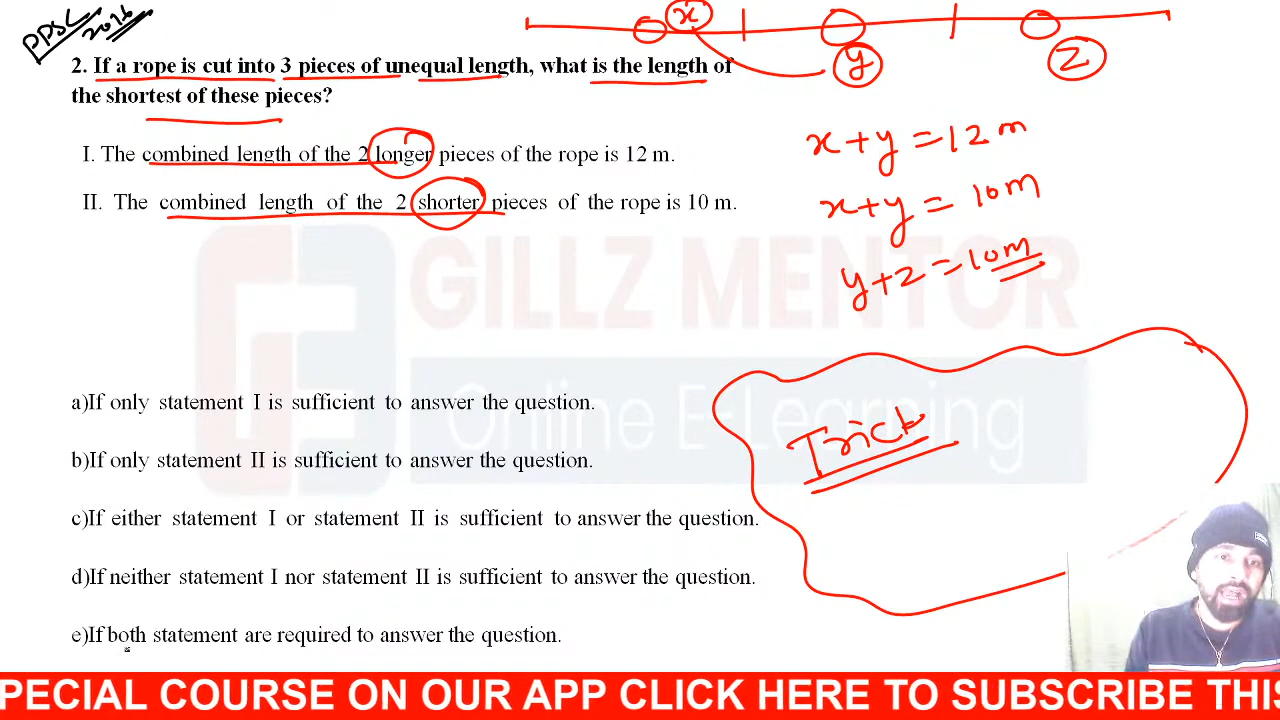 PPSC
2026
x
y
z
2. If a rope is cut into 3 pieces of unequal length, what is the length of
the shortest of these pieces?
I. The combined length of the 2 longer pieces of the rope is 12 m.
II. The combined length of the 2 shorter pieces of the rope is 10 m.
x+y=12m
x+y=10m
y+z=10m
GILLZ MENTOR
Online E-Learning
Trick
a)If only statement I is sufficient to answer the question.
b)If only statement II is sufficient to answer the question.
c)If either statement I or statement II is sufficient to answer the question.
d)If neither statement I nor statement II is sufficient to answer the question.
e)If both statement are required to answer the question.
PECIAL COURSE ON OUR APP CLICK HERE TO SUBSCRIBE THIS